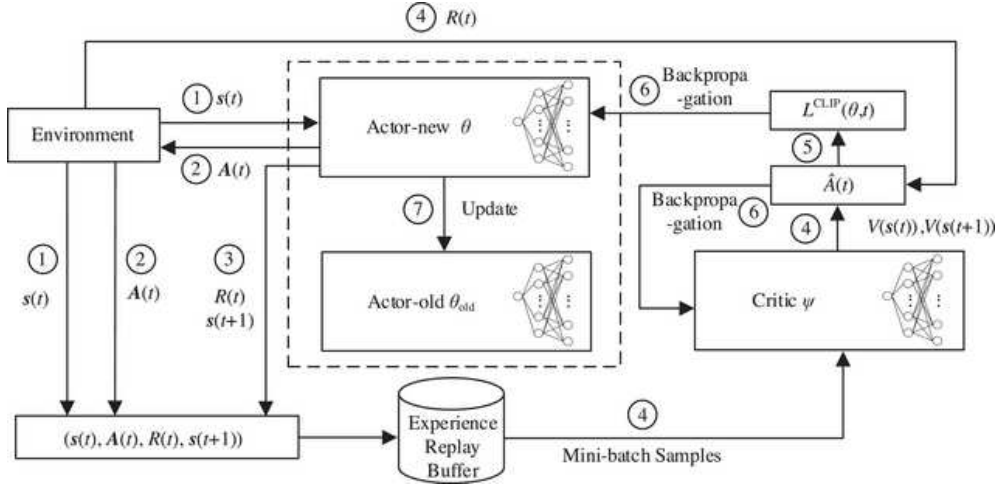 ④ R(t)
① s(t)
⑥ Backpropa
-gation
L^CLIP(θ,t)
Environment
Actor-new θ
② A(t)
⑤
Â(t)
⑦ Update
Backpropa
-gation ⑥
④ V(s(t)),V(s(t+1))
①
s(t)
②
A(t)
③
R(t)
s(t+1)
Actor-old θ_old
Critic ψ
(s(t), A(t), R(t), s(t+1))
Experience
Replay
Buffer
④
Mini-batch Samples